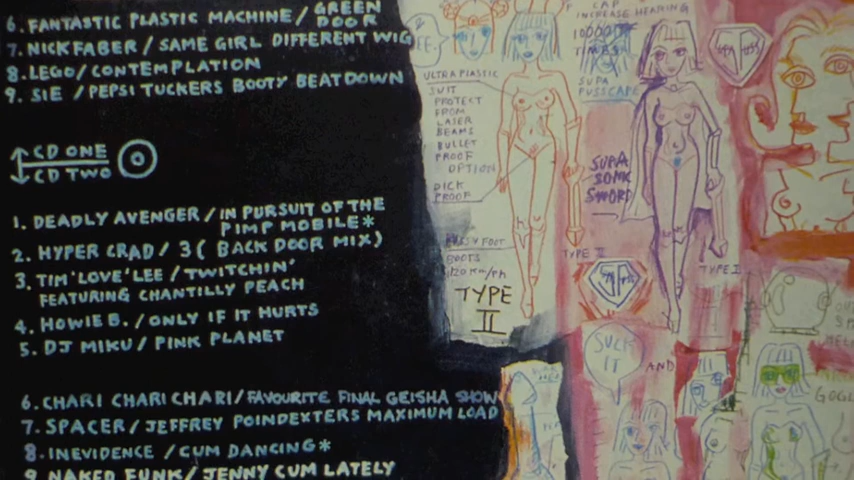 6. FANTASTIC PLASTIC MACHINE / GREEN
DOOR
7. NICK FABER / SAME GIRL DIFFERENT WIG
8. LEGO / CONTEMPLATION
9. SIE / PEPSI TUCKERS BOOTY BEATDOWN
CD ONE
CD TWO
1. DEADLY AVENGER / IN PURSUIT OF THE
PIMP MOBILE*
2. HYPER CRAD / 3 ( BACK DOOR MIX)
3. TIM 'LOVE' LEE / TWITCHIN'
FEATURING CHANTILLY PEACH
4. HOWIE B. / ONLY IF IT HURTS
5. DJ MIKU / PINK PLANET
6. CHARI CHARI CHARI / FAVOURITE FINAL GEISHA SHOW
7. SPACER / JEFFREY POINDEXTERS MAXIMUM LOAD
8. INEVIDENCE / CUM DANCING*
9. NAKED FUNK / JENNY CUM LATELY
ULTRA PLASTIC
SUIT
PROTECT
FROM
LASER
BEAMS
BULLET
PROOF
OPTION
DICK
PROOF
FOOT
BOOTS
TYPE
II
CAP
INCREASE HEARING
100000
TIMES
SUPA
PUSSCAPE
SUPA
SONIC
SWORD
TYPE II
TYPE I
SUCK
IT
AND